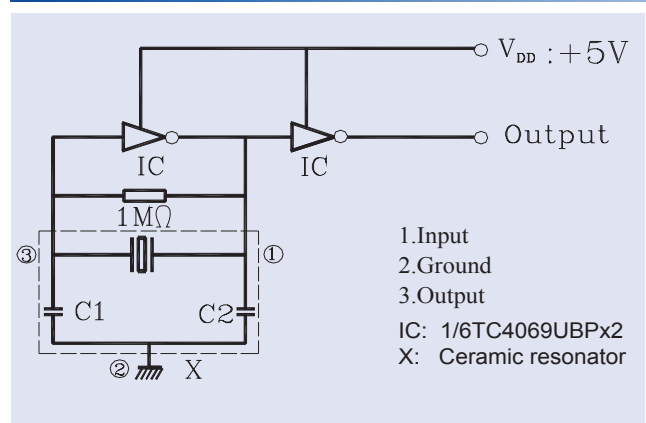 V_DD : +5V
Output
IC
IC
1MΩ
③
①
C1
C2
②
X
1.Input
2.Ground
3.Output
IC: 1/6TC4069UBPx2
X: Ceramic resonator